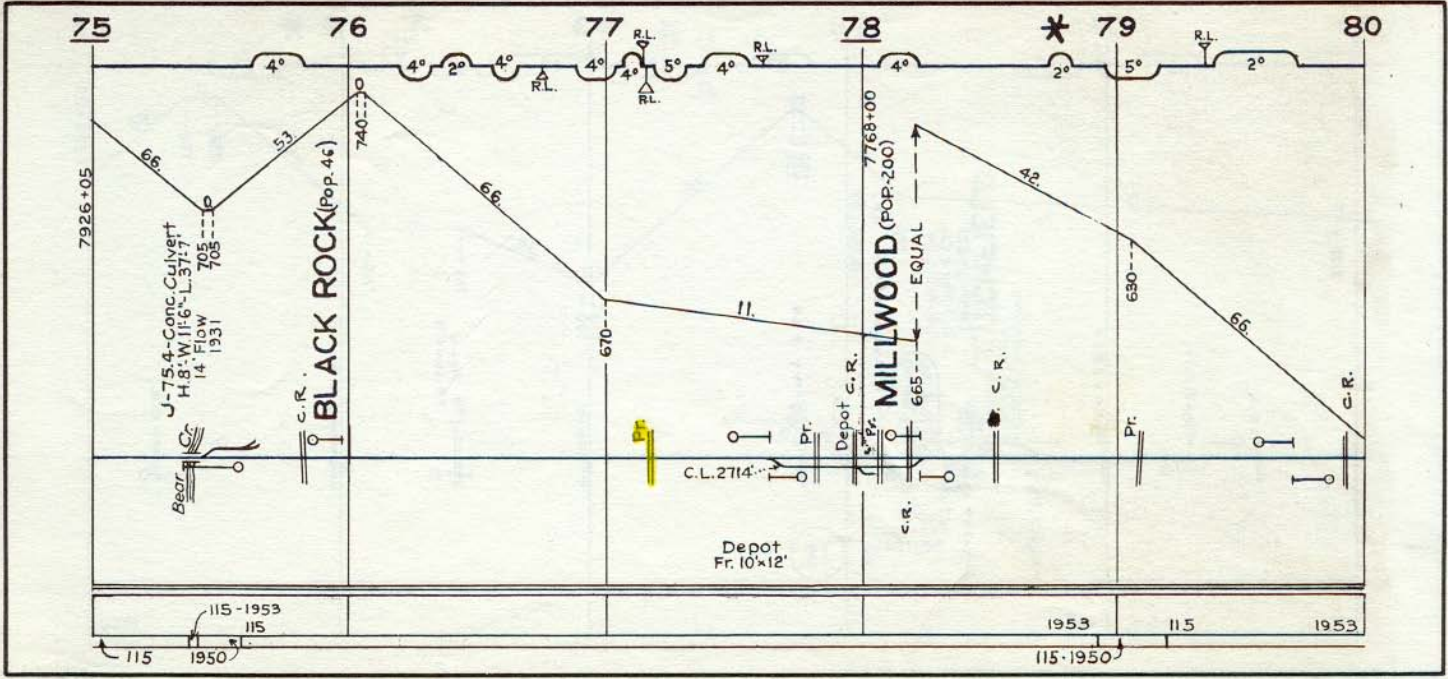 75 76 77 78 * 79 80
4° 4° 2° 4° R.L. 4° 4° R.L. R.L. 5° 4° R.L. 4° 2° 5° R.L. 2°
7926+05
66.
0
705
705
53.
0
740
66.
670
11.
7768+00
665
EQUAL
42.
630
66.
J-75.4-Conc. Culvert
H.8'-W.11'-6"-L.37'-7"
14' Flow
1931
Bear Cr.
C.R.
BLACK ROCK (Pop. 46)
Pr.
C.L. 2714
Pr.
Depot
C.R.
Pr.
MILLWOOD (POP.-200)
C.R.
C.R.
Pr.
C.R.
Depot
Fr. 10'x12'
115-1953
115
115
1950
1953
115
1953
115-1950